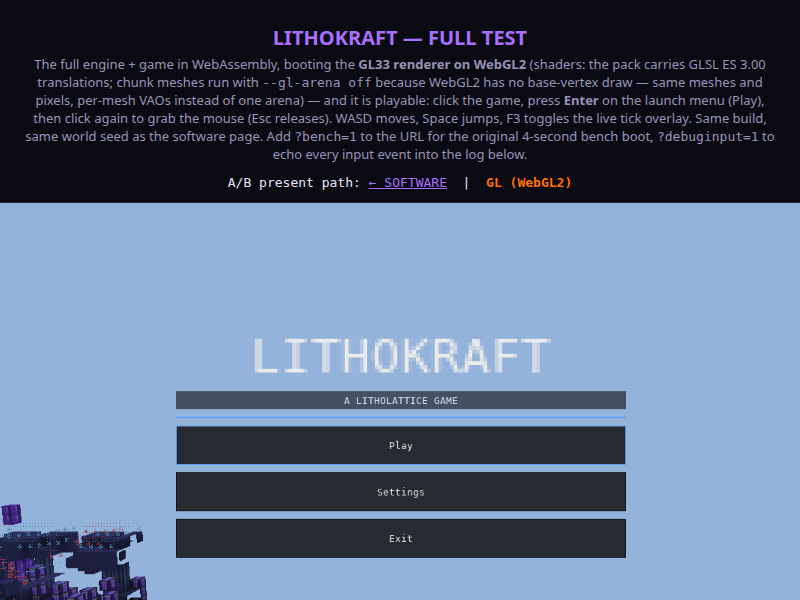 LITHOKRAFT — FULL TEST
The full engine + game in WebAssembly, booting the GL33 renderer on WebGL2 (shaders: the pack carries GLSL ES 3.00
translations; chunk meshes run with --gl-arena off because WebGL2 has no base-vertex draw — same meshes and
pixels, per-mesh VAOs instead of one arena) — and it is playable: click the game, press Enter on the launch menu (Play),
then click again to grab the mouse (Esc releases). WASD moves, Space jumps, F3 toggles the live tick overlay. Same build,
same world seed as the software page. Add ?bench=1 to the URL for the original 4-second bench boot, ?debuginput=1 to
echo every input event into the log below.
A/B present path: ← SOFTWARE | GL (WebGL2)
LITHOKRAFT
A LITHOLATTICE GAME
Play
Settings
Exit